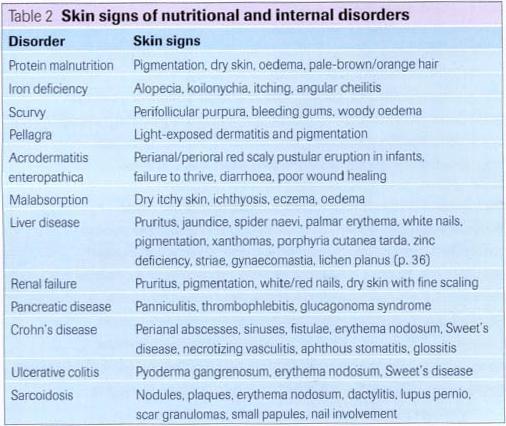 Table 2 Skin signs of nutritional and internal disorders
Disorder Skin signs
Protein malnutrition Pigmentation, dry skin, oedema, pale-brown/orange hair
Iron deficiency Alopecia, koilonychia, itching, angular cheilitis
Scurvy Perifollicular purpura, bleeding gums, woody oedema
Pellagra Light-exposed dermatitis and pigmentation
Acrodermatitis Perianal/perioral red scaly pustular eruption in infants,
enteropathica failure to thrive, diarrhoea, poor wound healing
Malabsorption Dry itchy skin, ichthyosis, eczema, oedema
Liver disease Pruritus, jaundice, spider naevi, palmar erythema, white nails,
pigmentation, xanthomas, porphyria cutanea tarda, zinc
deficiency, striae, gynaecomastia, lichen planus (p. 36)
Renal failure Pruritus, pigmentation, white/red nails, dry skin with fine scaling
Pancreatic disease Panniculitis, thrombophlebitis, glucagonoma syndrome
Crohn's disease Perianal abscesses, sinuses, fistulae, erythema nodosum, Sweet's
disease, necrotizing vasculitis, aphthous stomatitis, glossitis
Ulcerative colitis Pyoderma gangrenosum, erythema nodosum, Sweet's disease
Sarcoidosis Nodules, plaques, erythema nodosum, dactylitis, lupus pernio,
scar granulomas, small papules, nail involvement